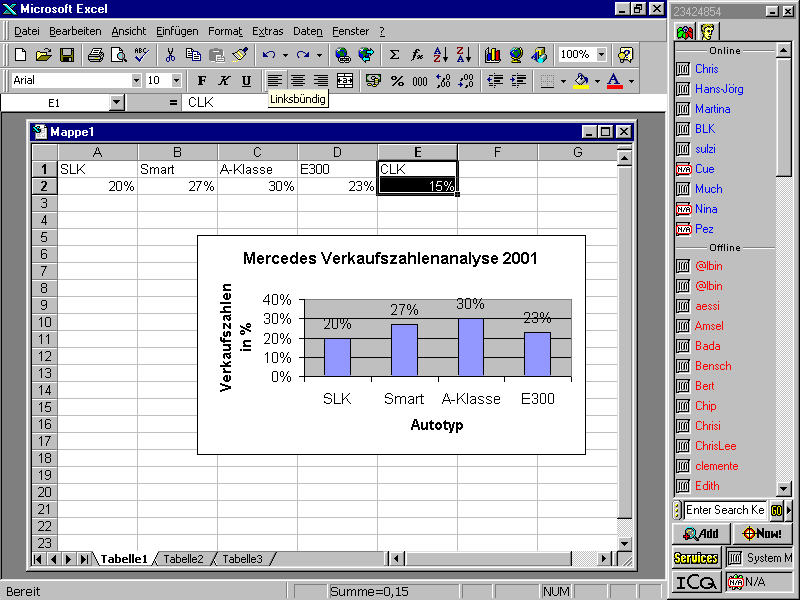 Microsoft Excel
Datei Bearbeiten Ansicht Einfügen Format Extras Daten Fenster ?
100%
Arial 10 F K U % 000
Linksbündig
E1 = CLK
Mappe1
A B C D E F G
1 SLK Smart A-Klasse E300 CLK
2 20% 27% 30% 23% 15%
3
4
5
6
7
8
9
10
11
12
13
14
15
16
17
18
19
20
21
22
23
Mercedes Verkaufszahlenanalyse 2001
Verkaufszahlen
in %
40%
30%
20%
10%
0%
20% 27% 30% 23%
SLK Smart A-Klasse E300
Autotyp
Tabelle1 Tabelle2 Tabelle3
Bereit Summe=0,15 NUM
23424854
Online
Chris
Hans-Jörg
Martina
BLK
sulzi
N/A Cue
Much
N/A Nina
N/A Pez
Offline
@lbin
@lbin
aessi
Amsel
Bada
Bensch
Bert
Chip
Chrisi
ChrisLee
clemente
Edith
Enter Search Ke GO
Add Now!
Services System M
ICQ N/A